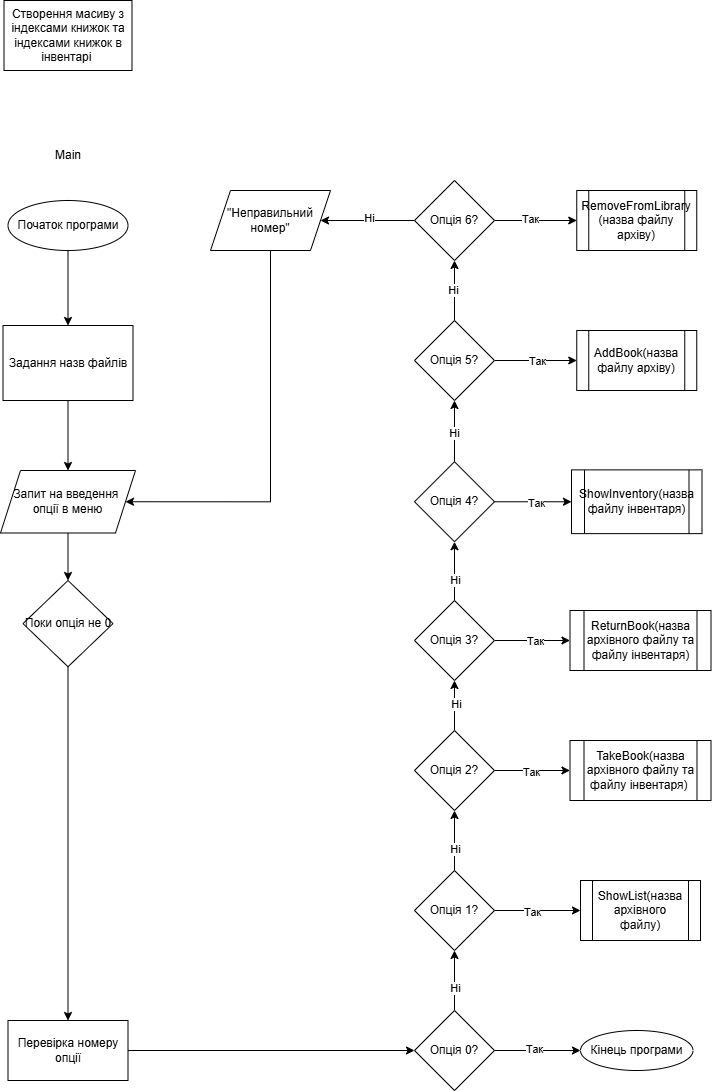 Створення масиву з
індексами книжок та
індексами книжок в
інвентарі
Main
Початок програми
"Неправильний
номер"
Ні
Опція 6?
Так
RemoveFromLibrary
(назва файлу
архіву)
Ні
Задання назв файлів
Опція 5?
Так
AddBook(назва
файлу архіву)
Ні
Запит на введення
опції в меню
Опція 4?
Так
ShowInventory(назва
файлу інвентаря)
Ні
Поки опція не 0
Опція 3?
Так
ReturnBook(назва
архівного файлу та
файлу інвентаря)
Ні
Опція 2?
Так
TakeBook(назва
архівного файлу та
файлу інвентаря)
Ні
Опція 1?
Так
ShowList(назва
архівного
файлу)
Ні
Перевірка номеру
опції
Опція 0?
Так
Кінець програми